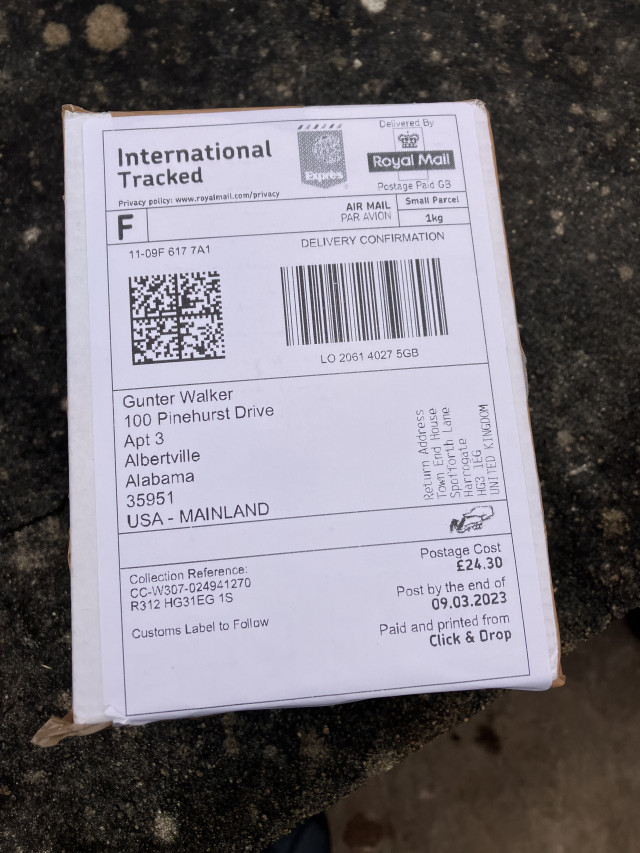 International
Tracked
Exprès
Delivered By
Royal Mail
Postage Paid GB
Privacy policy: www.royalmail.com/privacy
F
AIR MAIL
PAR AVION
Small Parcel
1kg
11-09F 617 7A1
DELIVERY CONFIRMATION
LO 2061 4027 5GB
Gunter Walker
100 Pinehurst Drive
Apt 3
Albertville
Alabama
35951
USA - MAINLAND
Return Address
Town End House
Spofforth Lane
Harrogate
HG3 1EG
UNITED KINGDOM
Collection Reference:
CC-W307-024941270
R312 HG31EG 1S
Customs Label to Follow
Postage Cost
£24.30
Post by the end of
09.03.2023
Paid and printed from
Click & Drop